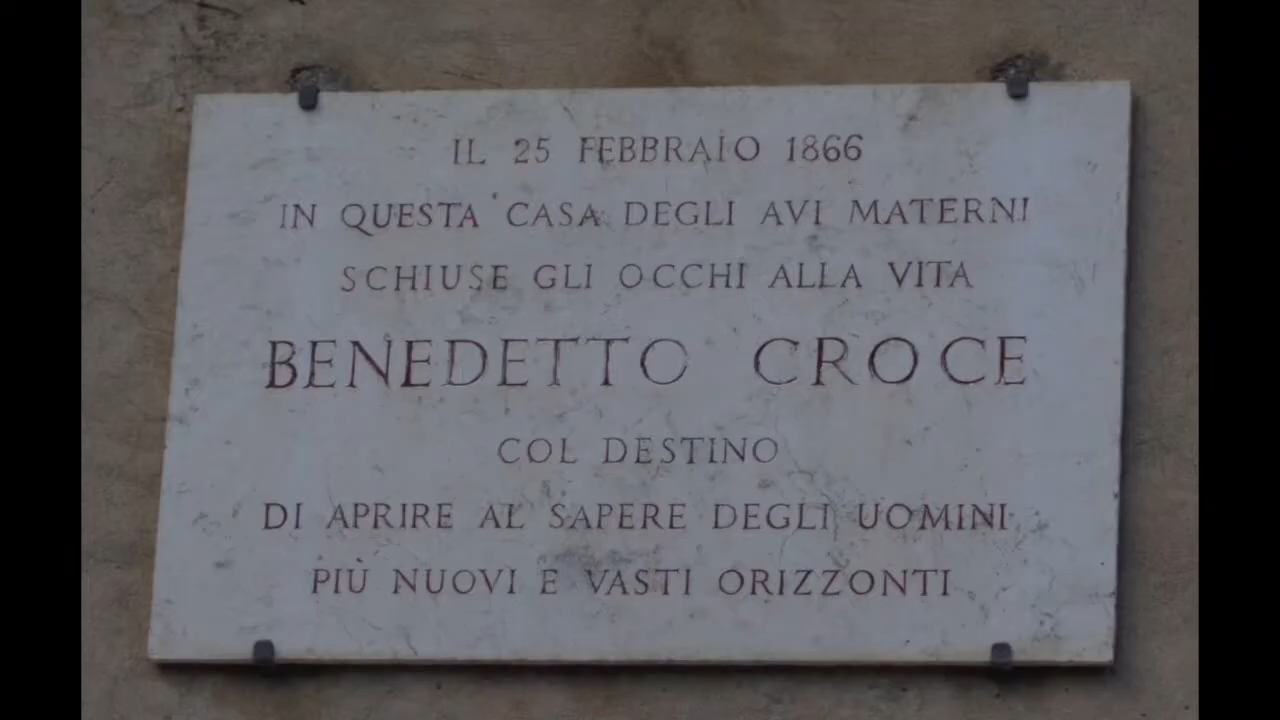 IL 25 FEBBRAIO 1866
IN QUESTA CASA DEGLI AVI MATERNI
SCHIUSE GLI OCCHI ALLA VITA
BENEDETTO CROCE
COL DESTINO
DI APRIRE AL SAPERE DEGLI UOMINI
PIÙ NUOVI E VASTI ORIZZONTI